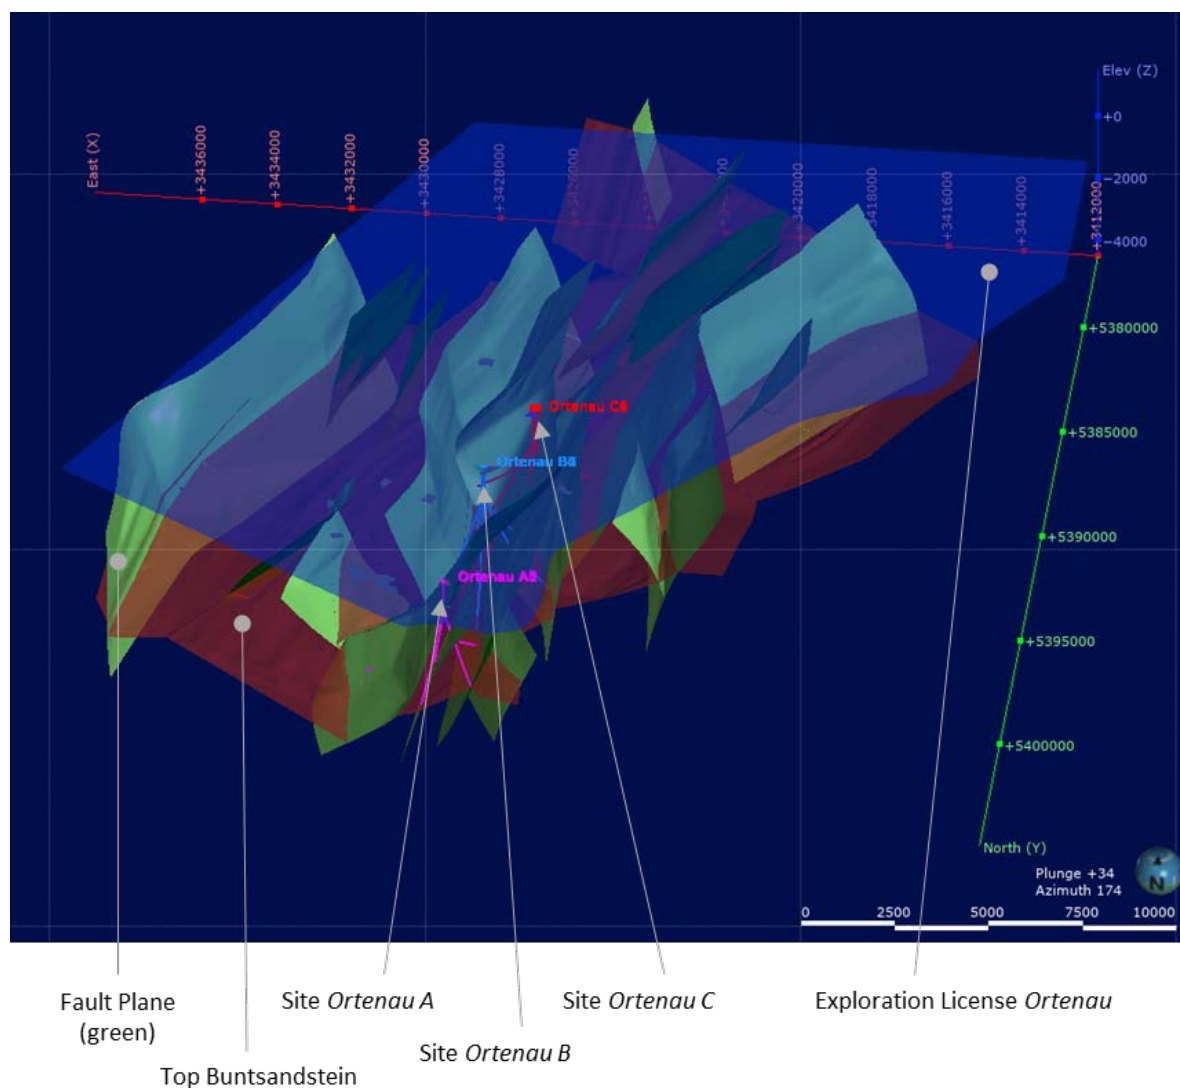 Elev (Z)
+0
−2000
−4000
East (X)
+3436000
+3434000
+3432000
+3430000
+3428000
+3420000
+3418000
+3416000
+3414000
+3412000
+5380000
+5385000
+5390000
+5395000
+5400000
North (Y)
Ortenau
Ortenau
Ortenau
Plunge +34
Azimuth 174
N
0 2500 5000 7500 10000
Fault Plane
(green)
Site Ortenau A
Site Ortenau C
Exploration License Ortenau
Site Ortenau B
Top Buntsandstein